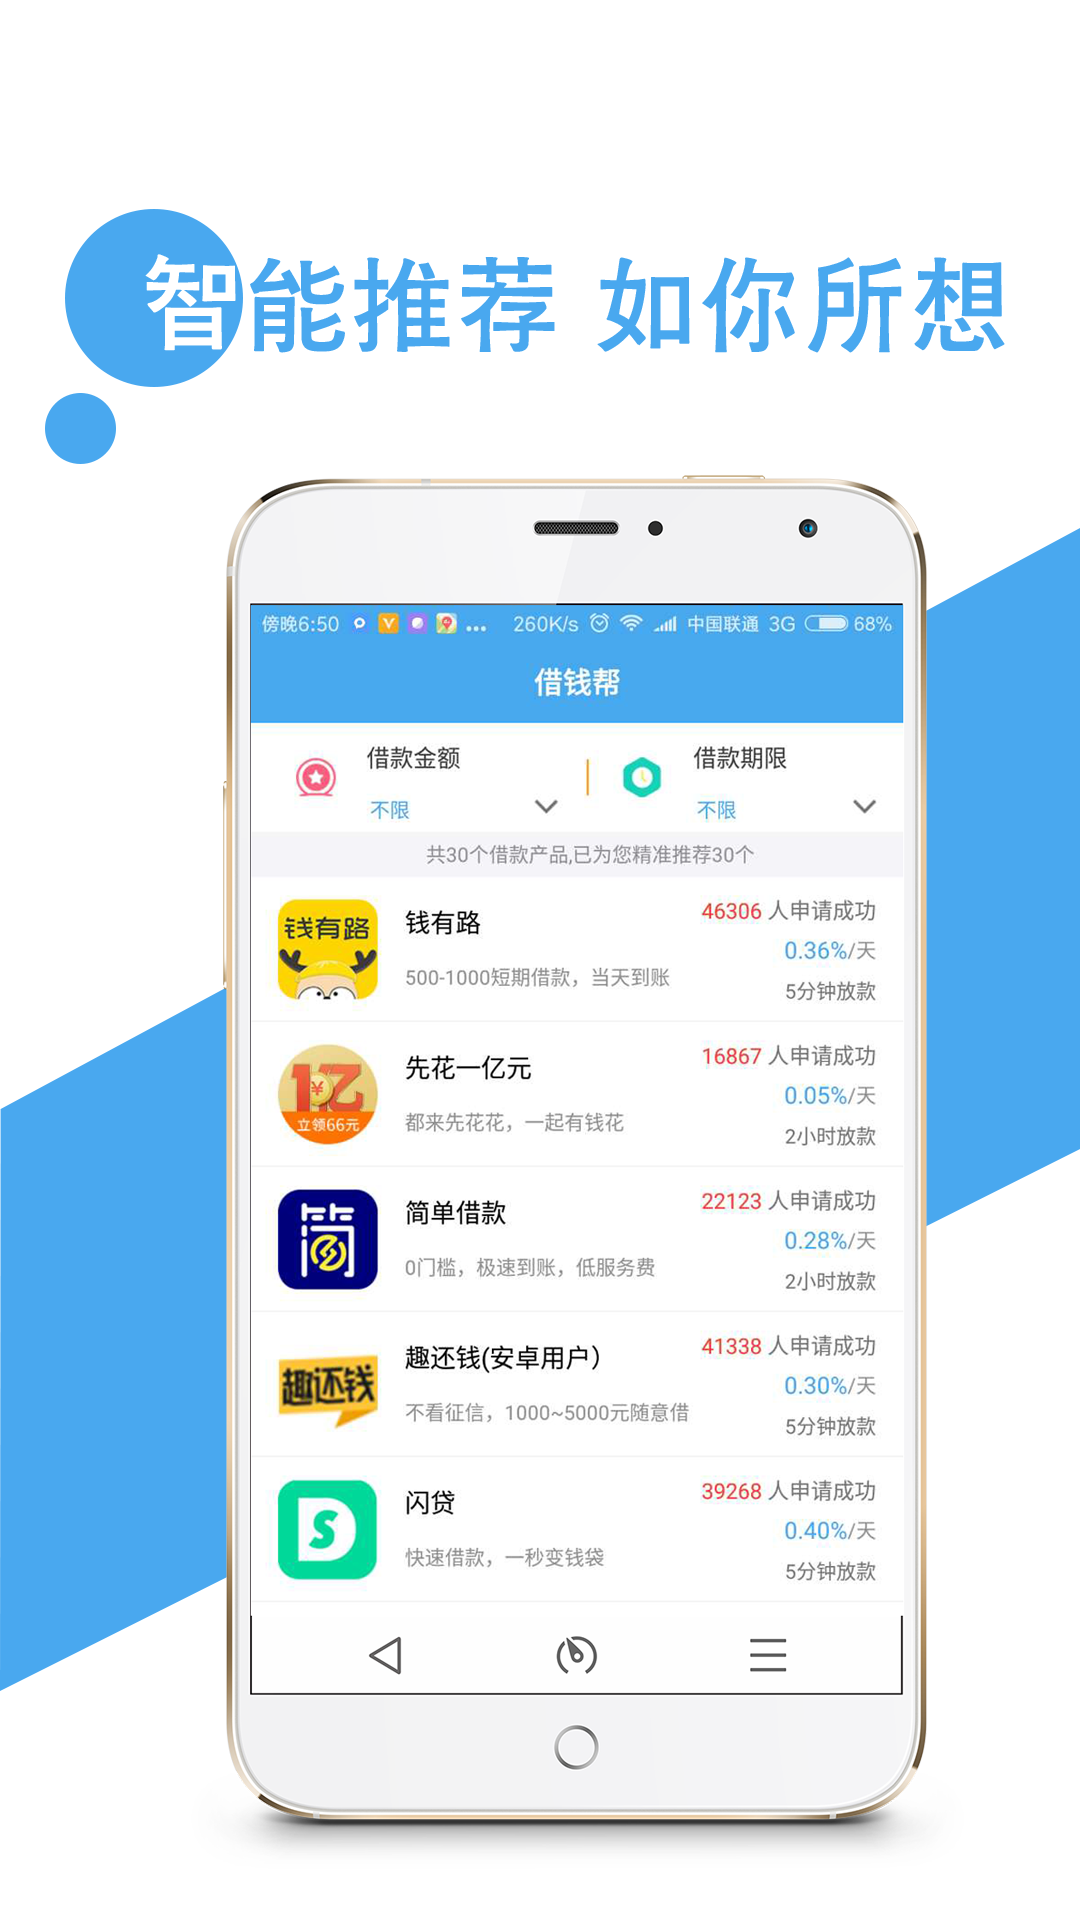 智能推荐 如你所想
傍晚6:50 ... 260K/s 中国联通 3G 68%
借钱帮
借款金额 借款期限
不限 不限
共30个借款产品,已为您精准推荐30个
钱有路
钱有路
500-1000短期借款，当天到账
46306 人申请成功
0.36%/天
5分钟放款
1亿
立领66元
先花一亿元
都来先花花，一起有钱花
16867 人申请成功
0.05%/天
2小时放款
简
简单借款
0门槛，极速到账，低服务费
22123 人申请成功
0.28%/天
2小时放款
趣还钱
趣还钱(安卓用户）
不看征信，1000~5000元随意借
41338 人申请成功
0.30%/天
5分钟放款
闪贷
快速借款，一秒变钱袋
39268 人申请成功
0.40%/天
5分钟放款